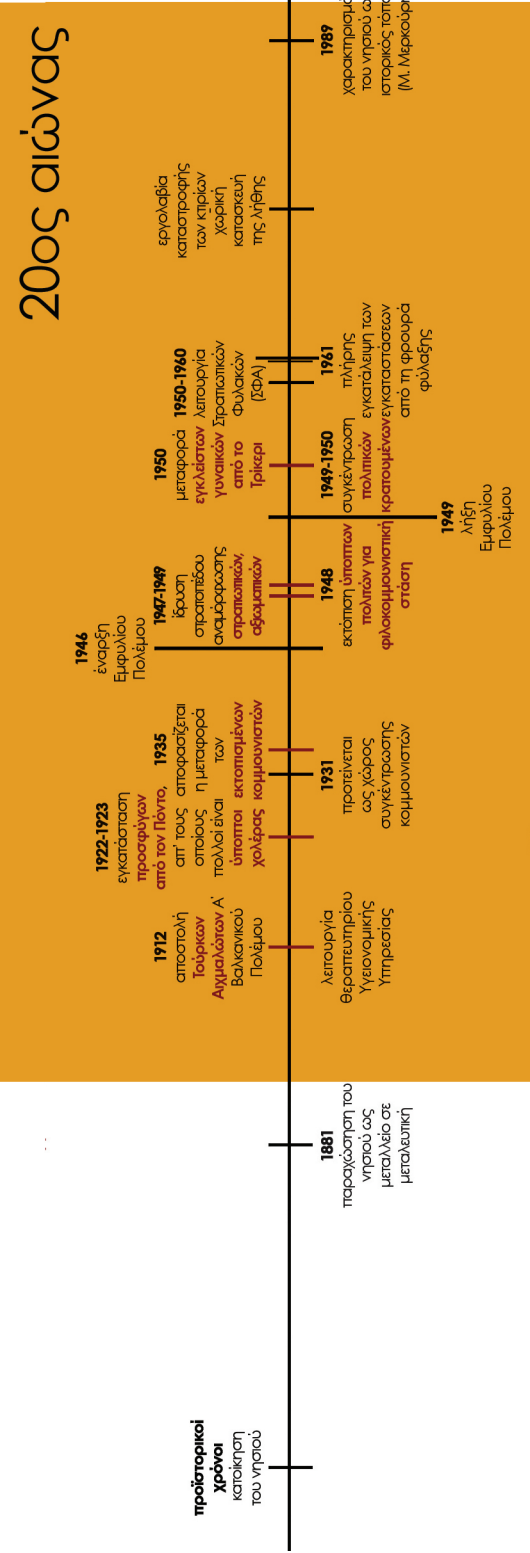 20ος αιώνας
προϊστορικοί
χρόνοι
κατοίκηση
του νησιού
1881
παραχώρηση του
νησιού ως
μεταλλείο σε
μεταλευτική
1912
αποστολή
Τούρκων
Αιχμαλώτων Α'
Βαλκανικού
Πολέμου
λειτουργία
Θεραπευτηρίου
Υγειονομικής
Υπηρεσίας
1922-1923
εγκατάσταση
προσφύγων
από τον Πόντο,
απ' τους
οποίους
πολλοί είναι
ύποπτοι
χολέρας
1931
προτείνεται
ως χώρος
συγκέντρωσης
κομμουνιστών
1935
αποφασίζεται
η μεταφορά
των
εκτοπισμένων
κομμουνιστών
1946
έναρξη
Εμφυλίου
Πολέμου
1947-1949
ίδρυση
στρατοπέδου
αναμόρφωσης
στρατιωτικών,
αξιωματικών
1948
εκτόπιση ύποπτων
πολιτών για
φιλοκομμουνιστική
στάση
1949
λήξη
Εμφυλίου
Πολέμου
1950
μεταφορά
εγκλείστων
γυναικών
από το
Τρίκερι
1949-1950
συγκέντρωση
πολιτικών
κρατουμένων
1950-1960
λειτουργία
Στρατιωτικών
Φυλακών
(ΣΦΑ)
1961
πλήρης
εγκατάλειψη των
εγκαταστάσεων
από τη φρουρά
φύλαξης
εργολαβία
καταστροφής
των κτιρίων
χωρική
κατασκευή
της λήθης
1989
του νησιού
ιστορικός
(Μ.